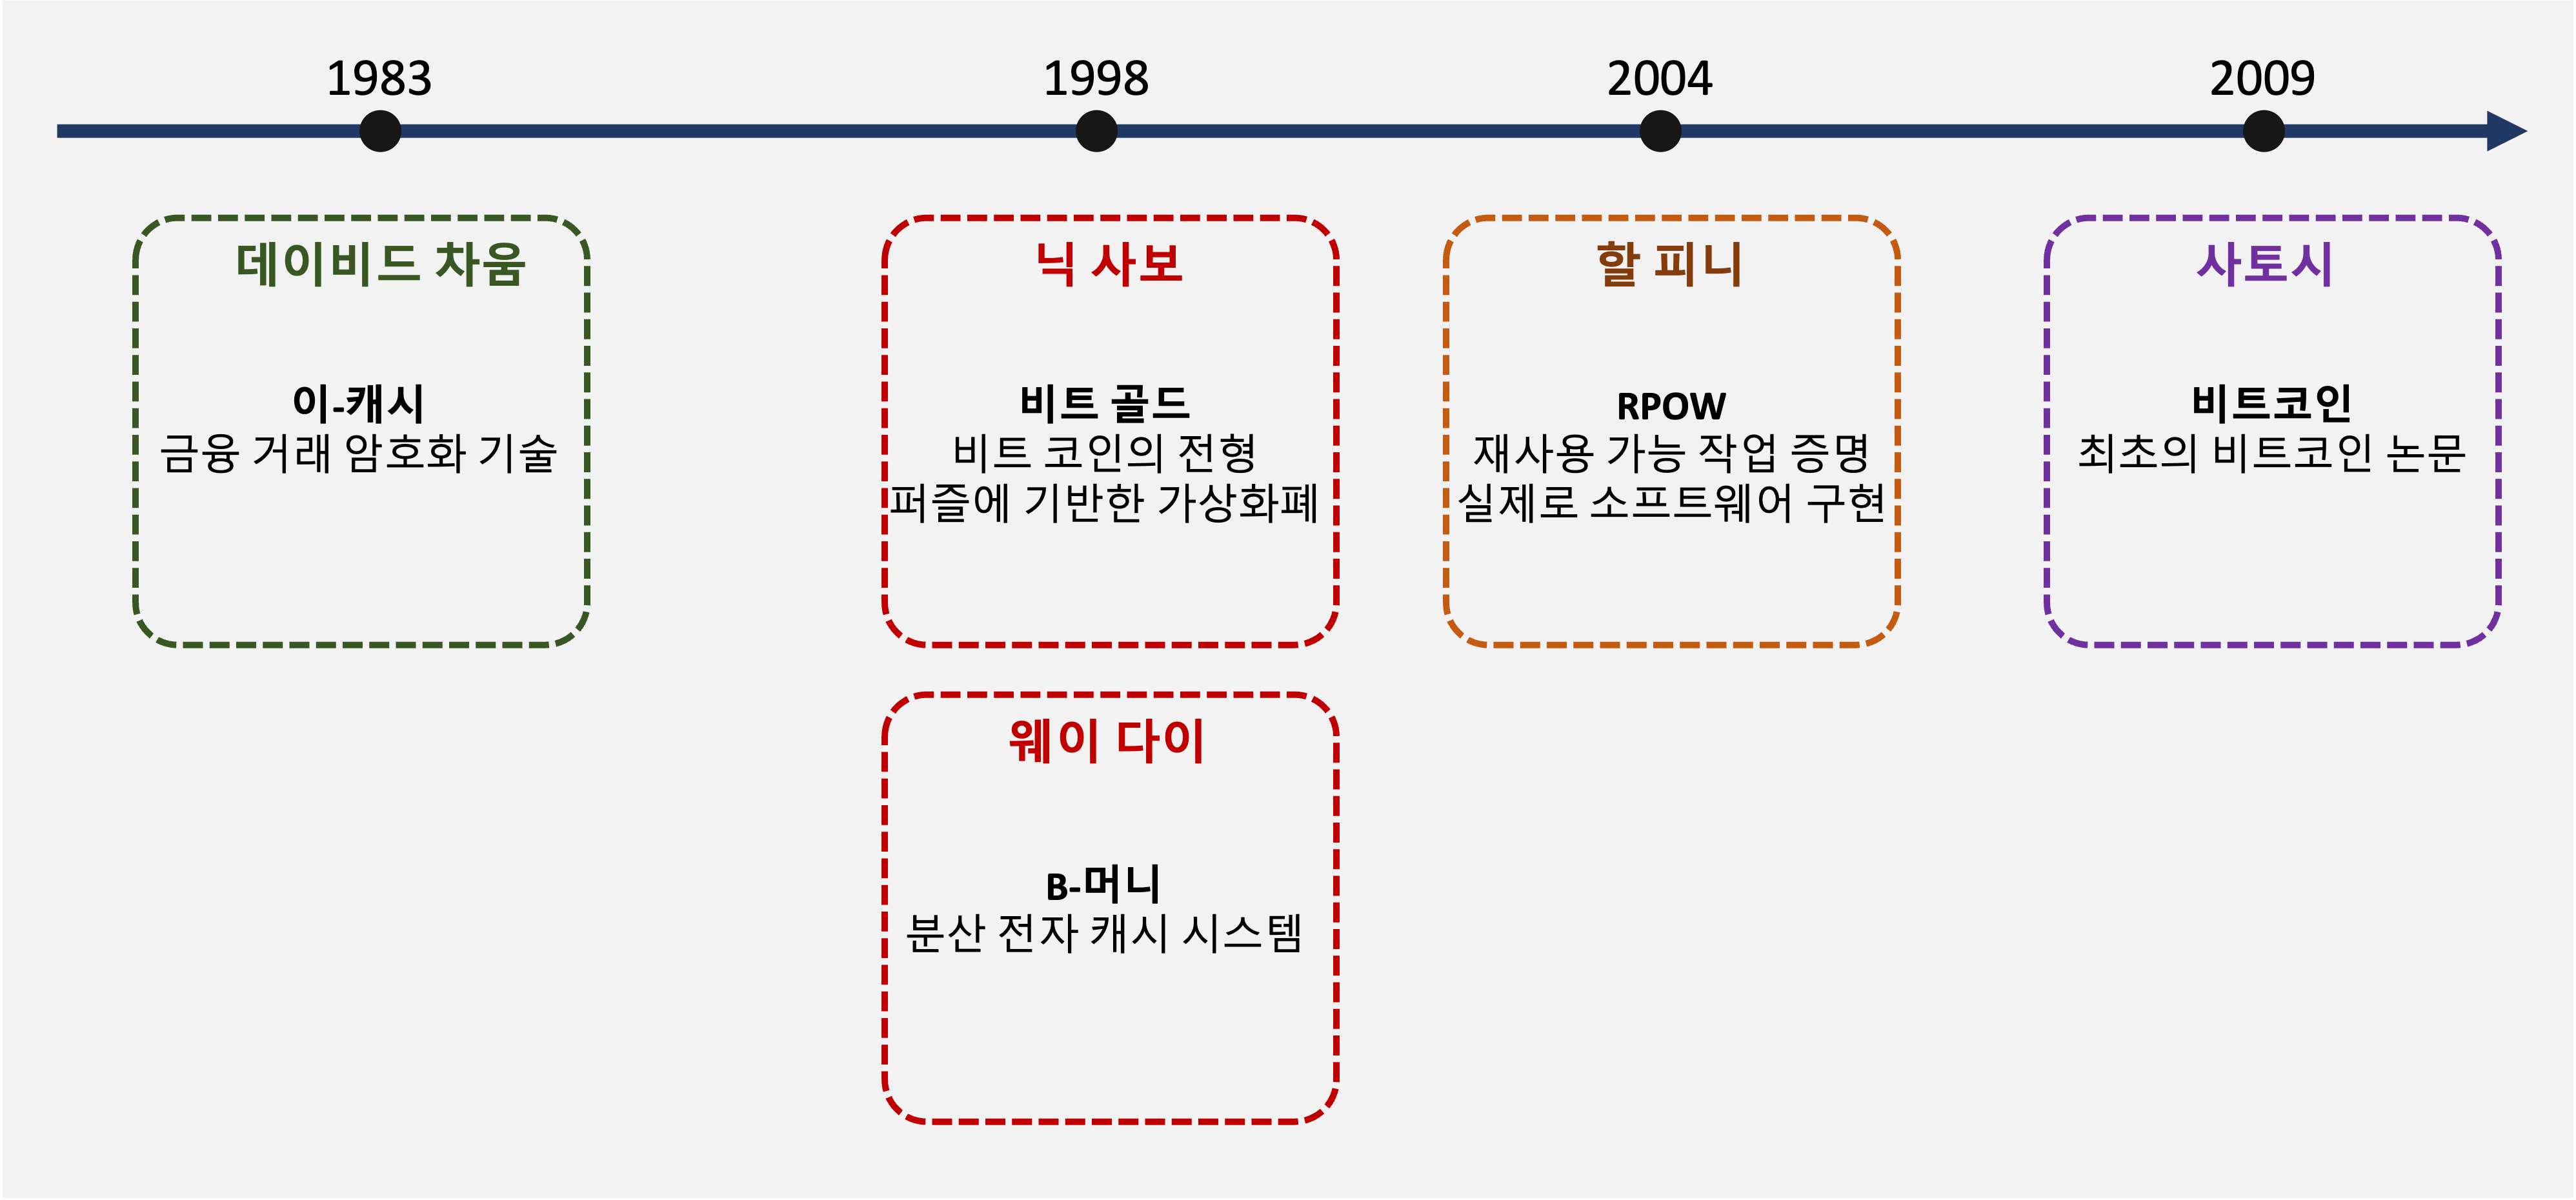 1983
1998
2004
2009
데이비드 차움
이-캐시
금융 거래 암호화 기술
닉 사보
비트 골드
비트 코인의 전형
퍼즐에 기반한 가상화폐
할 피니
RPOW
재사용 가능 작업 증명
실제로 소프트웨어 구현
사토시
비트코인
최초의 비트코인 논문
웨이 다이
B-머니
분산 전자 캐시 시스템